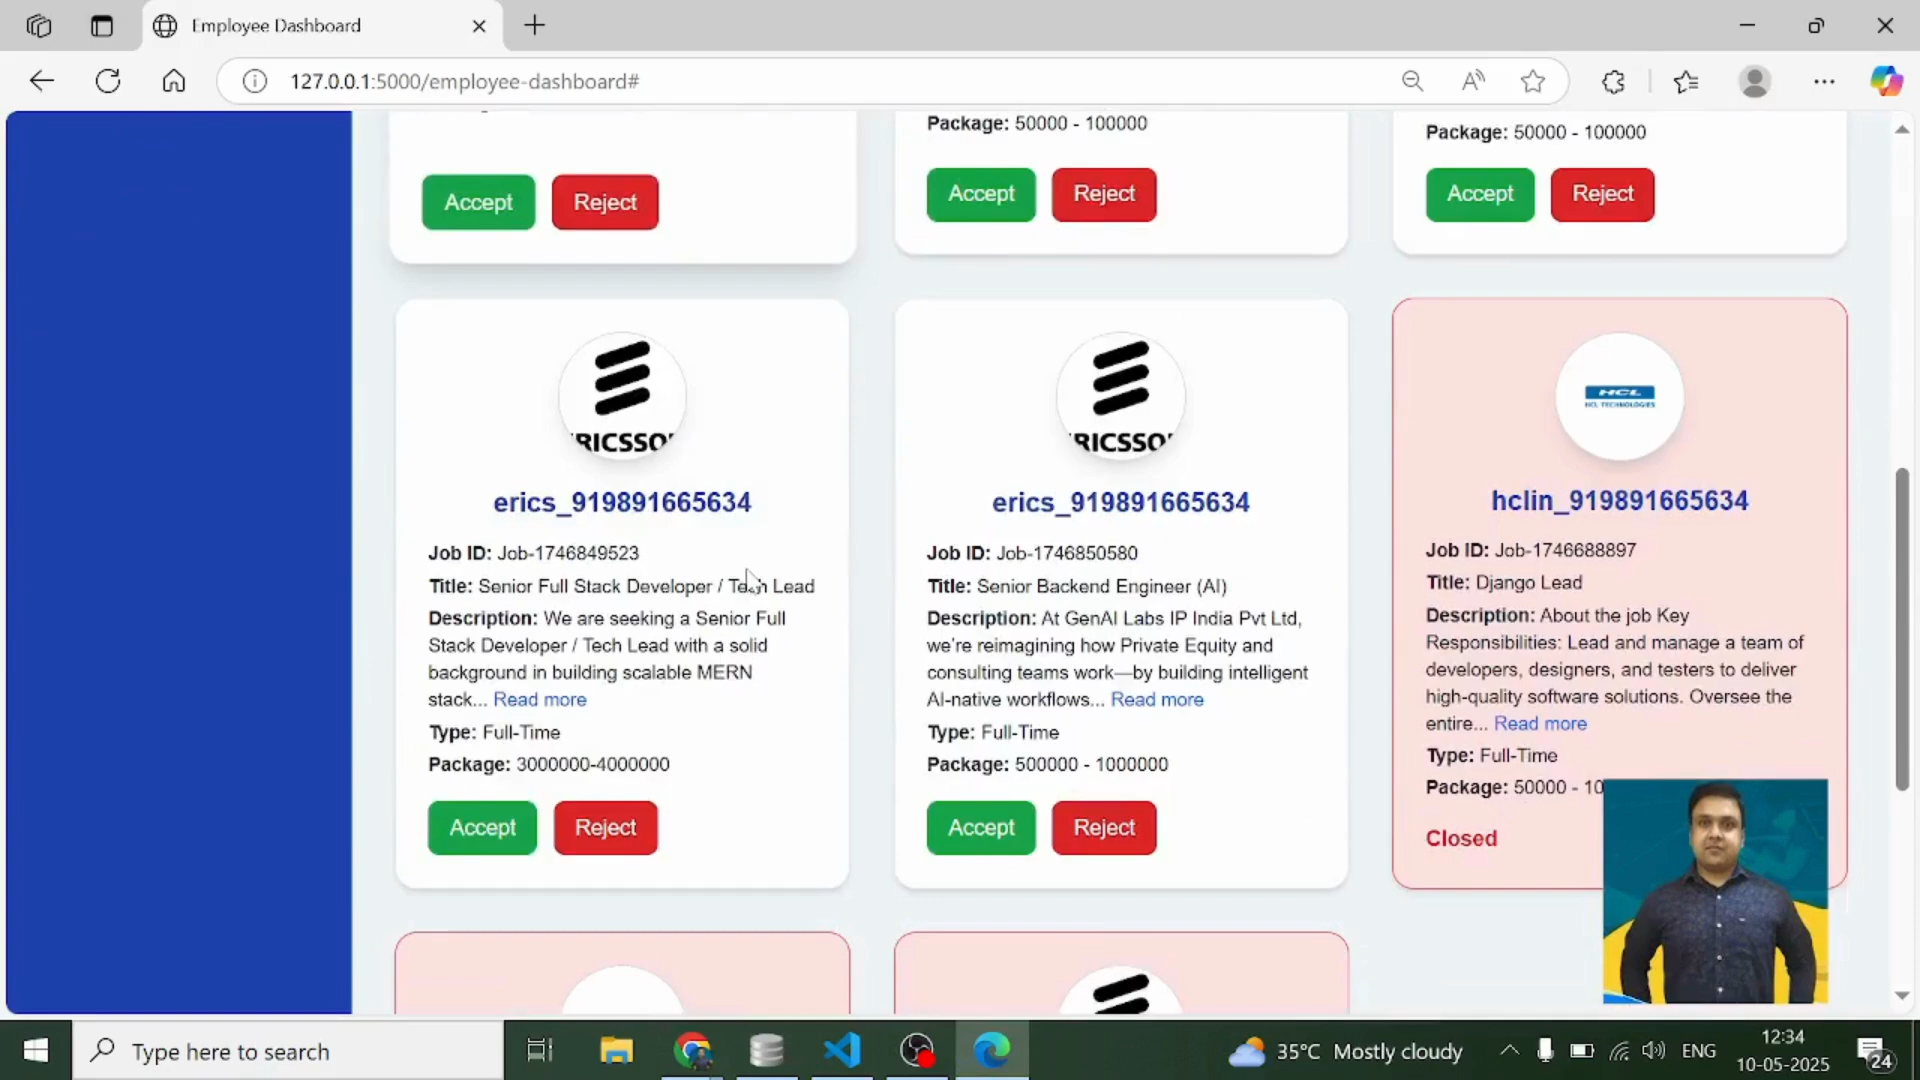 Employee Dashboard
127.0.0.1:5000/employee-dashboard#
Package: 50000 - 100000
Package: 50000 - 100000
Accept Reject
Accept Reject
Accept Reject
ERICSSON
erics_919891665634
Job ID: Job-1746849523
Title: Senior Full Stack Developer / Tech Lead
Description: We are seeking a Senior Full
Stack Developer / Tech Lead with a solid
background in building scalable MERN
stack... Read more
Type: Full-Time
Package: 3000000-4000000
Accept Reject
ERICSSON
erics_919891665634
Job ID: Job-1746850580
Title: Senior Backend Engineer (AI)
Description: At GenAI Labs IP India Pvt Ltd,
we're reimagining how Private Equity and
consulting teams work—by building intelligent
AI-native workflows... Read more
Type: Full-Time
Package: 500000 - 1000000
Accept Reject
HCL
HCL TECHNOLOGIES
hclin_919891665634
Job ID: Job-1746688897
Title: Django Lead
Description: About the job Key
Responsibilities: Lead and manage a team of
developers, designers, and testers to deliver
high-quality software solutions. Oversee the
entire... Read more
Type: Full-Time
Package: 50000 - 10
Closed
Type here to search
35°C Mostly cloudy
ENG
12:34
10-05-2025
24